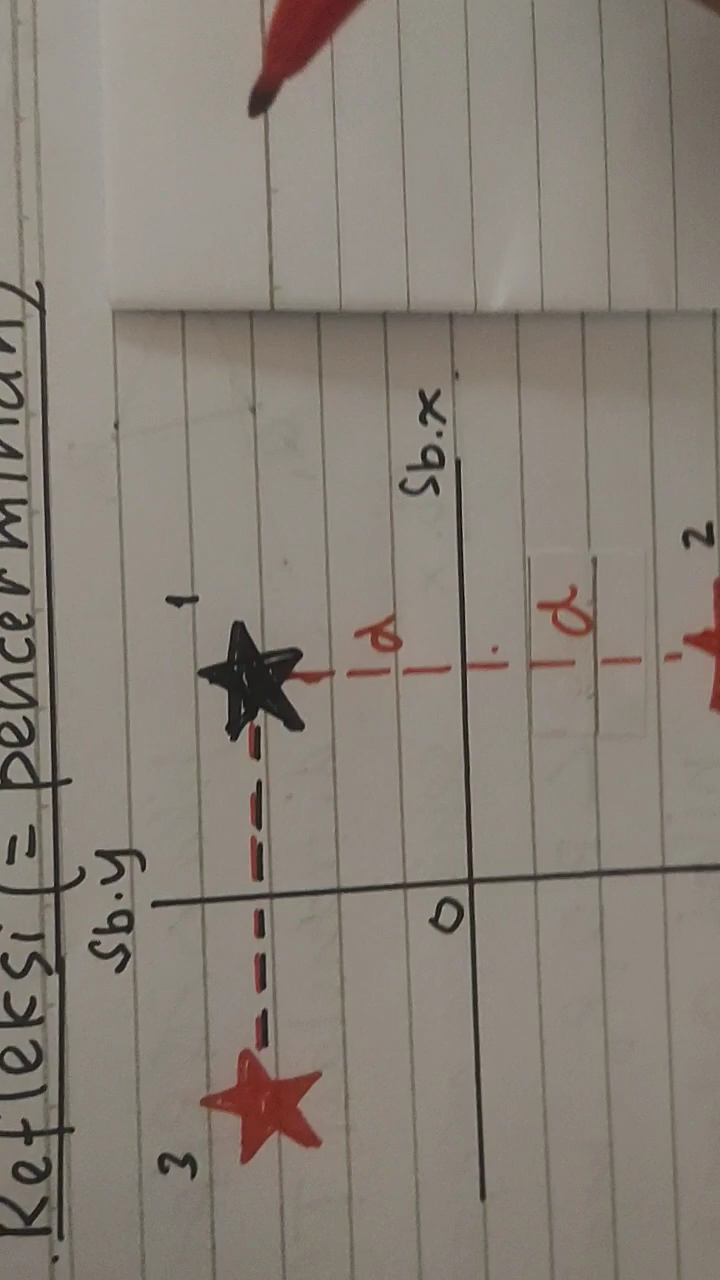 Refleksi (= pencerminan)
Sb.y
3
1
d
Sb.x
0
d
2